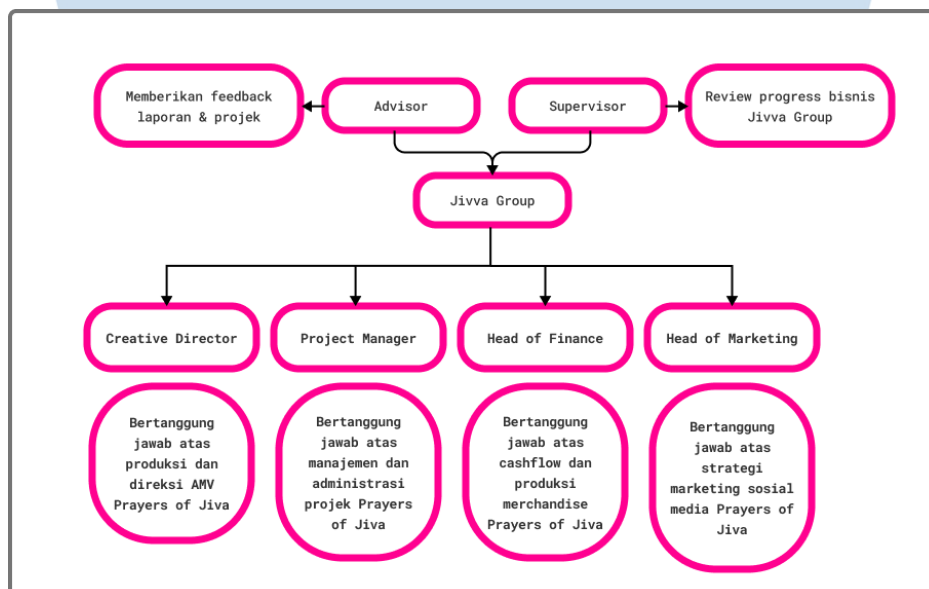 Memberikan feedback
laporan & projek
Advisor
Supervisor
Review progress bisnis
Jivva Group
Jivva Group
Creative Director
Project Manager
Head of Finance
Head of Marketing
Bertanggung
jawab atas
produksi dan
direksi AMV
Prayers of Jiva
Bertanggung
jawab atas
manajemen dan
administrasi
projek Prayers
of Jiva
Bertanggung
jawab atas
cashflow dan
produksi
merchandise
Prayers of Jiva
Bertanggung
jawab atas
strategi
marketing sosial
media Prayers of
Jiva